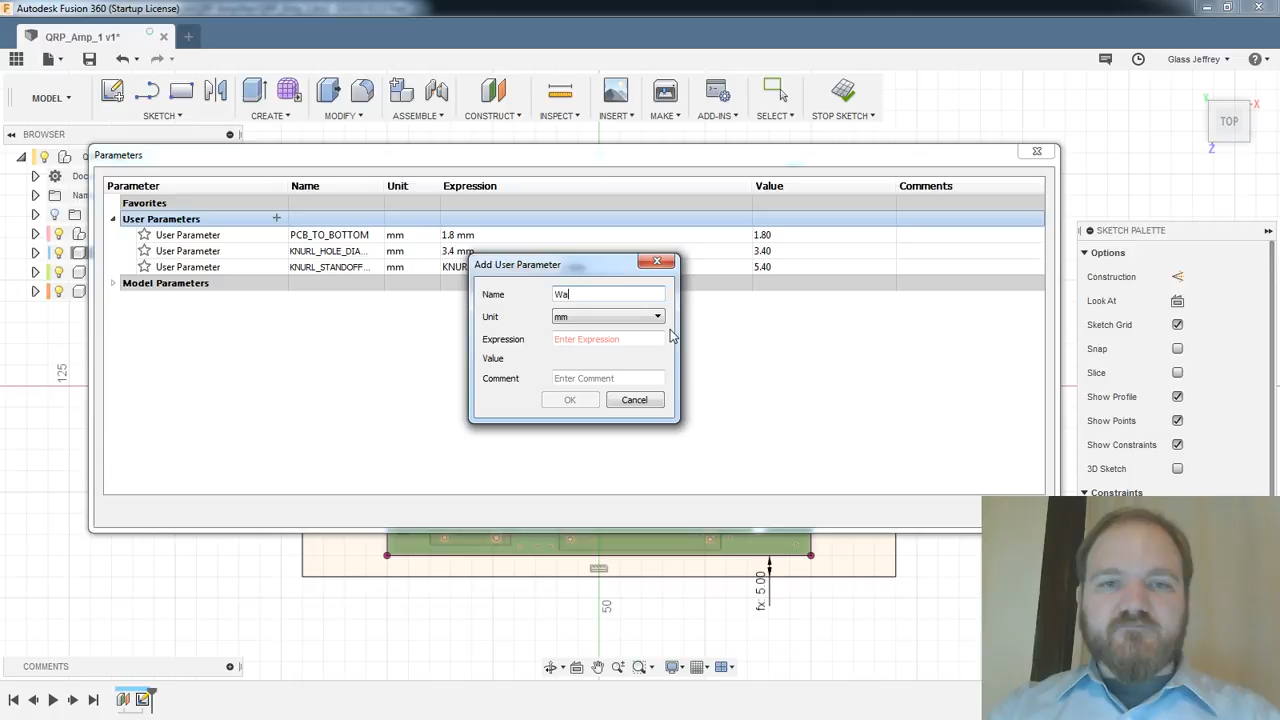 Autodesk Fusion 360 (Startup License)
QRP_Amp_1 v1*
Glass Jeffrey
MODEL
SKETCH CREATE MODIFY ASSEMBLE CONSTRUCT INSPECT INSERT MAKE ADD-INS SELECT STOP SKETCH
BROWSER
TOP
X
Y
Z
Parameters
Parameter Name Unit Expression Value Comments
Favorites
User Parameters
User Parameter PCB_TO_BOTTOM mm 1.8 mm 1.80
User Parameter KNURL_HOLE_DIA... mm 3.4 mm 3.40
User Parameter KNURL_STANDOFF... mm KNUR 5.40
Model Parameters
Doc
Nam
Add User Parameter
Name Wa
Unit mm
Expression Enter Expression
Value
Comment Enter Comment
OK Cancel
SKETCH PALETTE
Options
Construction
Look At
Sketch Grid
Snap
Slice
Show Profile
Show Points
Show Constraints
3D Sketch
Constraints
125
50
fx: 5.00
COMMENTS